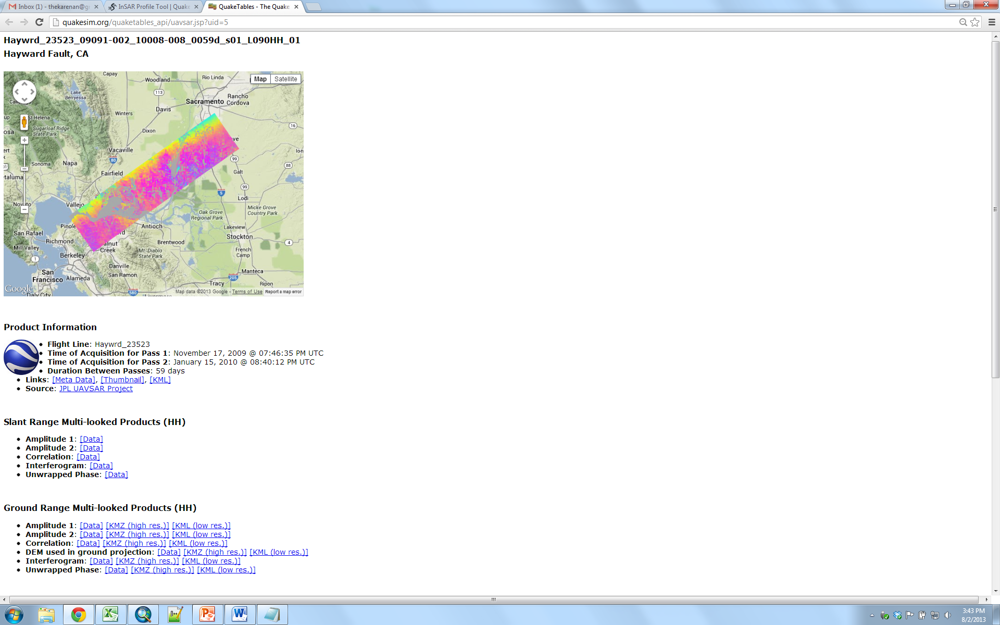 Inbox (1) - thekarenan@g
InSAR Profile Tool | Quake
QuakeTables - The Quake
quakesim.org/quaketables_api/uavsar.jsp?uid=5
Haywrd_23523_09091-002_10008-008_0059d_s01_L090HH_01
Hayward Fault, CA
Capay
Woodland
Rio Linda
Map
Satellite
Lake Berryessa
113
Sacramento
Rancho Cordova
Davis
Winters
St Helena
Sugarloaf Ridge State Park
osa
Dixon
16
ve
Vacaville
Ion
80
99
Sonoma
Napa
88
Fairfield
Galt
taluma
99
5
Lodi
Novato
Vallejo
Oak Grove Regional Park
Micke Grove Country Park
Pinole
Antioch
Lakeview
San Rafael
rd
Stockton
Richmond
alnut Creek
Brentwood
4
Mill Valley
Mt. Diablo State Park
French Camp
1
Berkeley
Danville
San Francisco
San Ramon
Manteca
Alameda
205
Tracy
Ripon
Google
Daly City
580
Livermore
Map data ©2013 Google - Terms of Use
Report a map error
Product Information
Flight Line: Haywrd_23523
Time of Acquisition for Pass 1: November 17, 2009 @ 07:46:35 PM UTC
Time of Acquisition for Pass 2: January 15, 2010 @ 08:40:12 PM UTC
Duration Between Passes: 59 days
Links: [Meta Data], [Thumbnail], [KML]
Source: JPL UAVSAR Project
Slant Range Multi-looked Products (HH)
Amplitude 1: [Data]
Amplitude 2: [Data]
Correlation: [Data]
Interferogram: [Data]
Unwrapped Phase: [Data]
Ground Range Multi-looked Products (HH)
Amplitude 1: [Data] [KMZ (high res.)] [KML (low res.)]
Amplitude 2: [Data] [KMZ (high res.)] [KML (low res.)]
Correlation: [Data] [KMZ (high res.)] [KML (low res.)]
DEM used in ground projection: [Data] [KMZ (high res.)] [KML (low res.)]
Interferogram: [Data] [KMZ (high res.)] [KML (low res.)]
Unwrapped Phase: [Data] [KMZ (high res.)] [KML (low res.)]
3:43 PM
8/2/2013